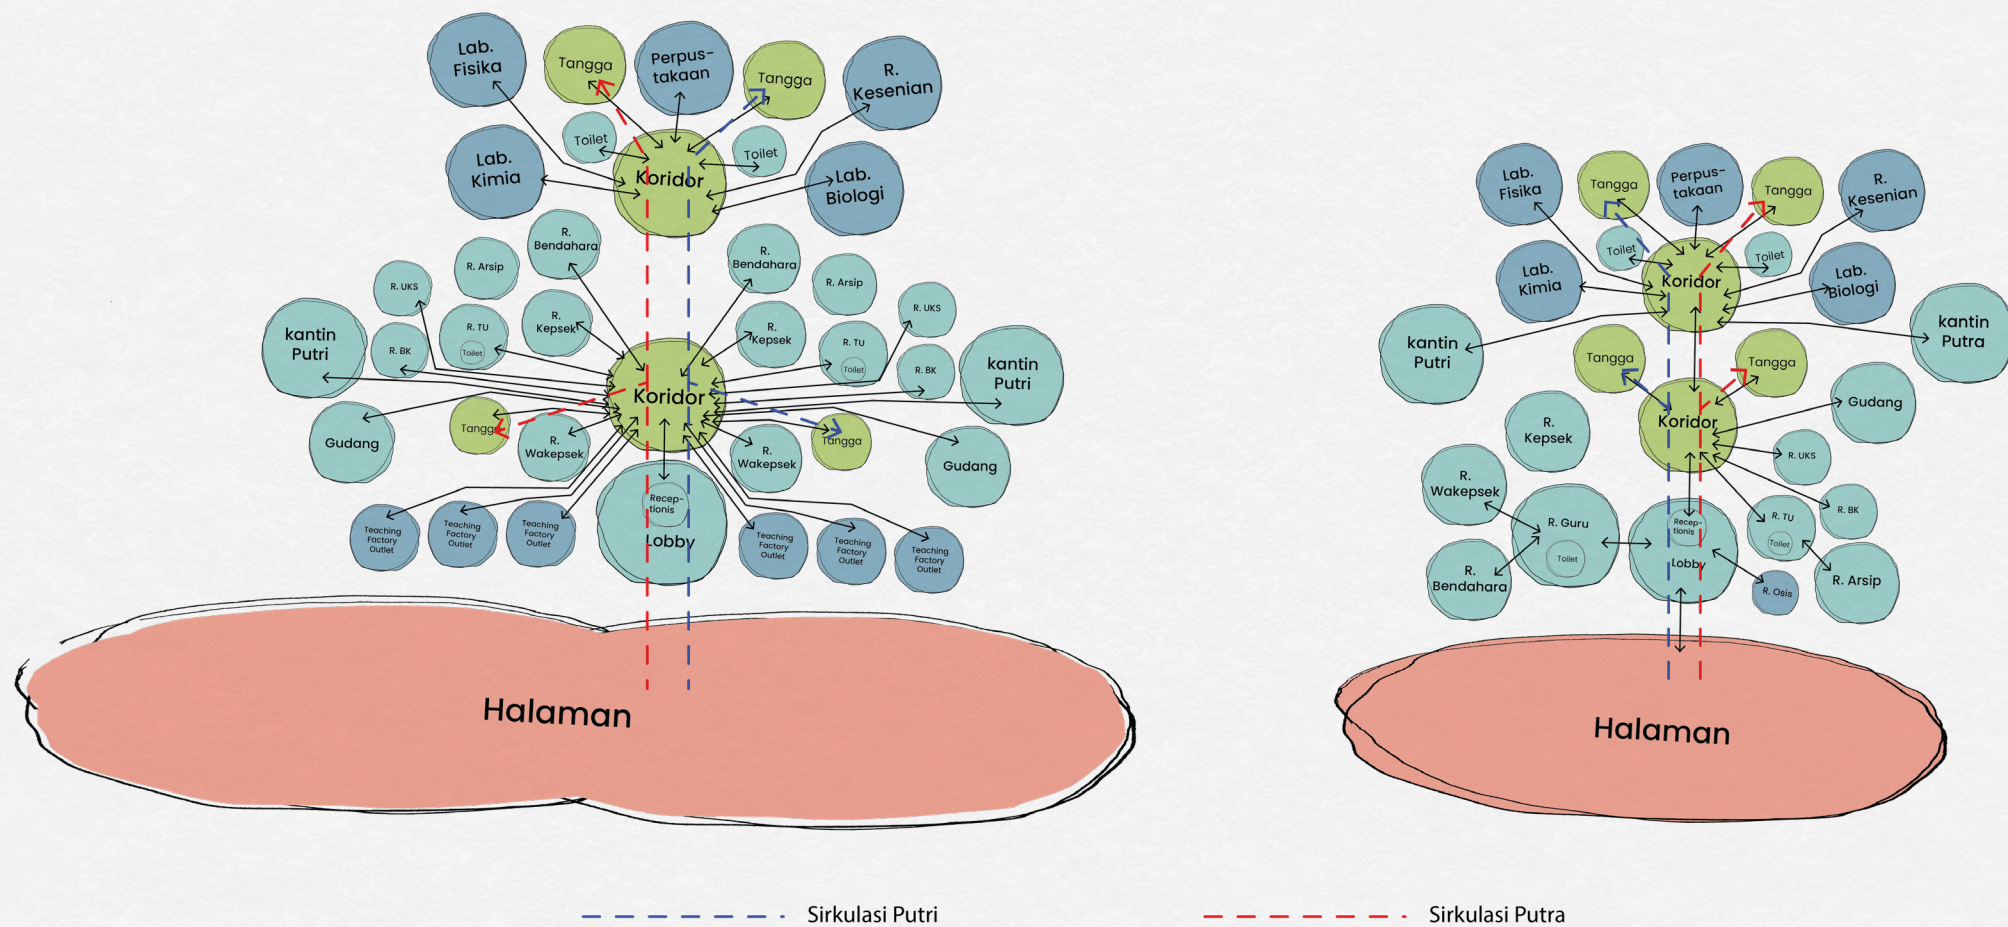 Lab.
Fisika
Tangga
Perpus-
takaan
Tangga
R.
Kesenian
Toilet
Toilet
Lab.
Kimia
Koridor
Lab.
Biologi
R.
Bendahara
R.
Bendahara
R. Arsip
R. Arsip
R. UKS
R. UKS
kantin
Putri
R. BK
R. TU
Toilet
R.
Kepsek
R.
Kepsek
R. TU
Toilet
R. BK
kantin
Putri
Koridor
Gudang
Tangga
R.
Wakepsek
R.
Wakepsek
Tangga
Gudang
Teaching
Factory
Outlet
Teaching
Factory
Outlet
Teaching
Factory
Outlet
Recep-
tionis
Lobby
Teaching
Factory
Outlet
Teaching
Factory
Outlet
Teaching
Factory
Outlet
Halaman
Lab.
Fisika
Tangga
Perpus-
takaan
Tangga
R.
Kesenian
Toilet
Toilet
Lab.
Kimia
Koridor
Lab.
Biologi
kantin
Putri
kantin
Putra
Tangga
Tangga
Koridor
Gudang
R.
Kepsek
R. UKS
R.
Wakepsek
R. Guru
Toilet
Recep-
tionis
Lobby
R. TU
Toilet
R. BK
R.
Bendahara
R. Osis
R. Arsip
Halaman
Sirkulasi Putri
Sirkulasi Putra